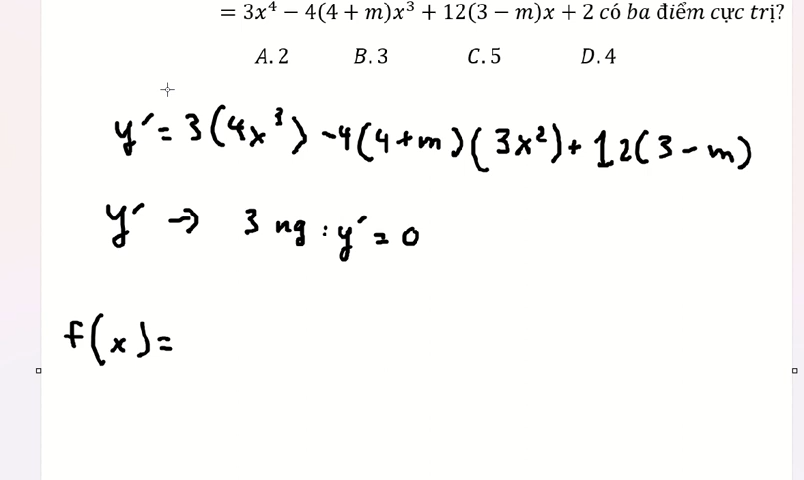 = 3x⁴ − 4(4 + m)x³ + 12(3 − m)x + 2 có ba điểm cực trị?
A. 2 B. 3 C. 5 D. 4
y′ = 3(4x³) - 4(4+m)(3x²) + 12(3 - m)
y′ → 3 ng : y′ = 0
f(x) =